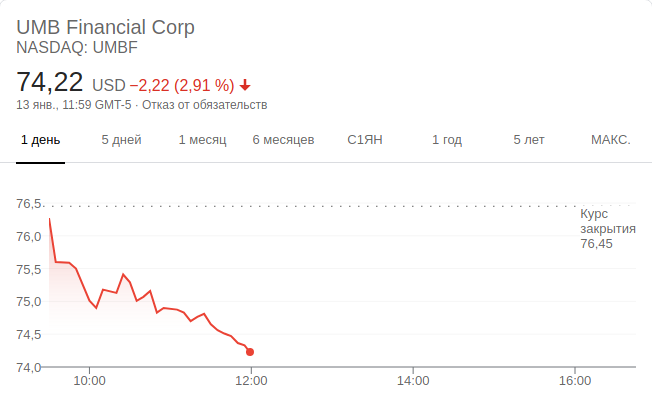 UMB Financial Corp
NASDAQ: UMBF
74,22 USD −2,22 (2,91 %)
13 янв., 11:59 GMT-5 · Отказ от обязательств
1 день 5 дней 1 месяц 6 месяцев С1ЯН 1 год 5 лет МАКС.
76,5
Курс
закрытия
76,45
76,0
75,5
75,0
74,5
74,0
10:00 12:00 14:00 16:00